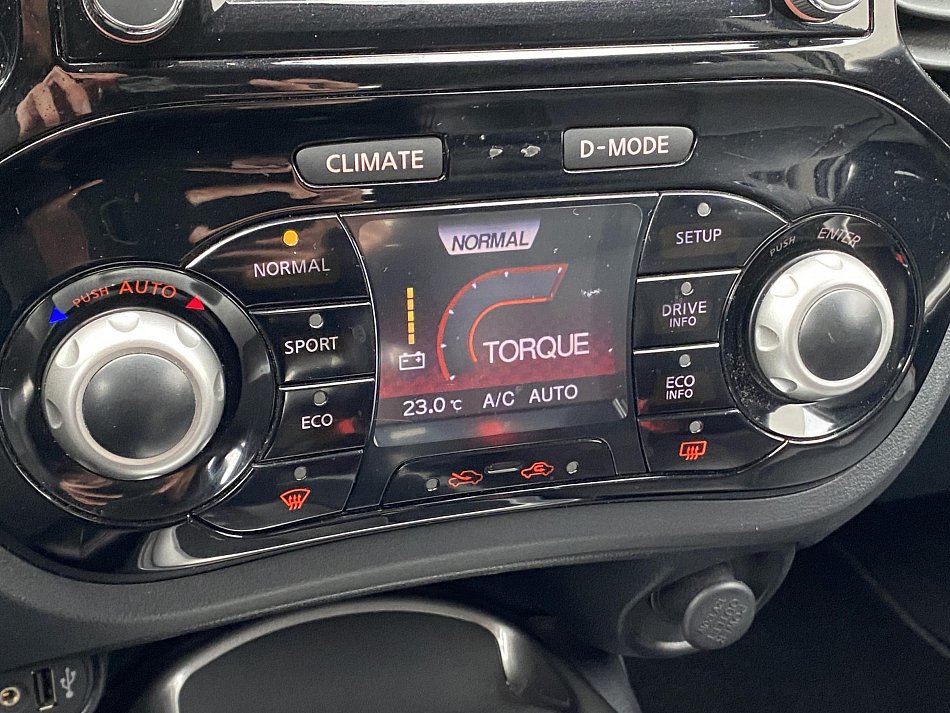 CLIMATE
D-MODE
NORMAL
SETUP
PUSH ENTER
NORMAL
PUSH AUTO
DRIVE
INFO
SPORT
TORQUE
ECO
INFO
ECO
23.0 °C A/C AUTO